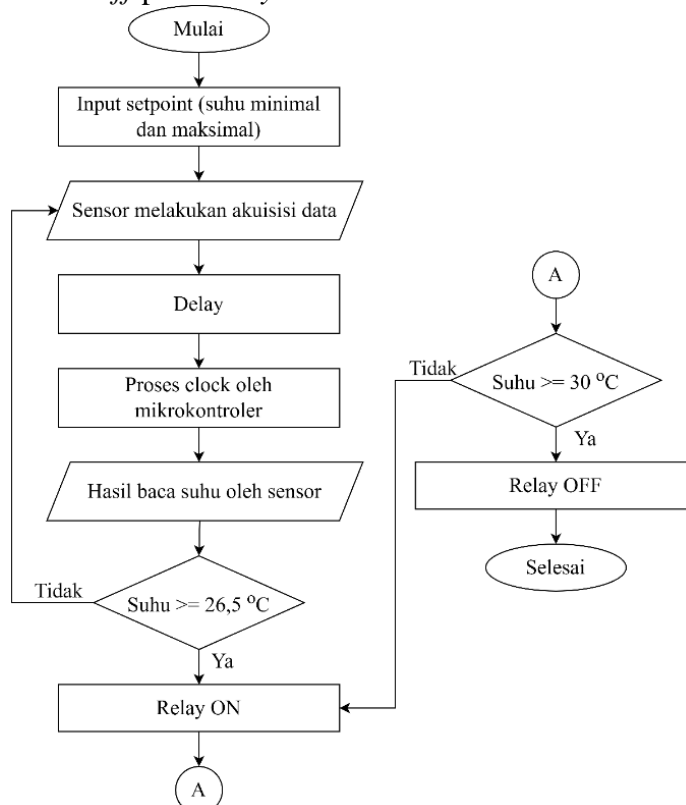 Mulai
Input setpoint (suhu minimal
dan maksimal)
Sensor melakukan akuisisi data
Delay
Proses clock oleh
mikrokontroler
Hasil baca suhu oleh sensor
Tidak
Suhu >= 26,5 °C
Ya
Relay ON
A
A
Tidak
Suhu >= 30 °C
Ya
Relay OFF
Selesai